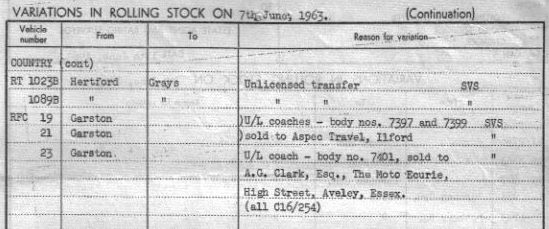 VARIATIONS IN ROLLING STOCK ON 7th June, 1963. (Continuation)
Vehicle number From To Reason for variation
COUNTRY (cont)
RT 1023B Hertford Grays Unlicensed transfer SVS
1089B " " " " "
RFC 19 Garston )U/L coaches - body nos. 7397 and 7399 SVS
21 Garston )sold to Aspec Travel, Ilford "
23 Garston. U/L coach - body no. 7401, sold to "
A.G. Clark, Esq., The Moto Ecurie,
High Street, Aveley, Essex.
(all C16/254)